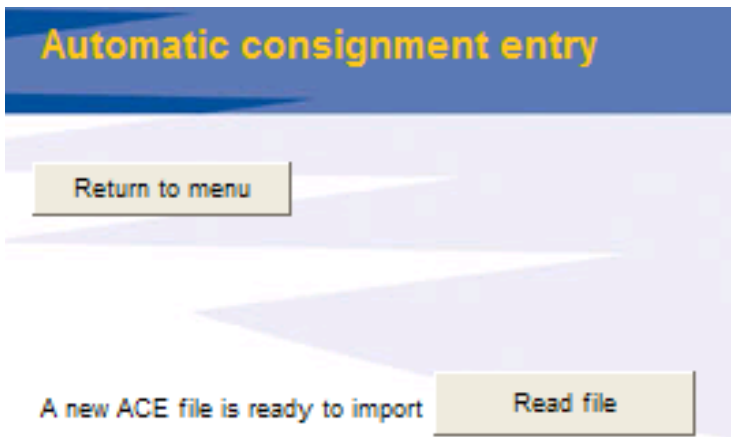 Automatic consignment entry
Return to menu
A new ACE file is ready to import Read file